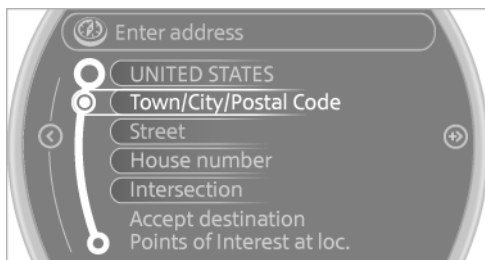 Enter address
UNITED STATES
Town/City/Postal Code
Street
House number
Intersection
Accept destination
Points of Interest at loc.